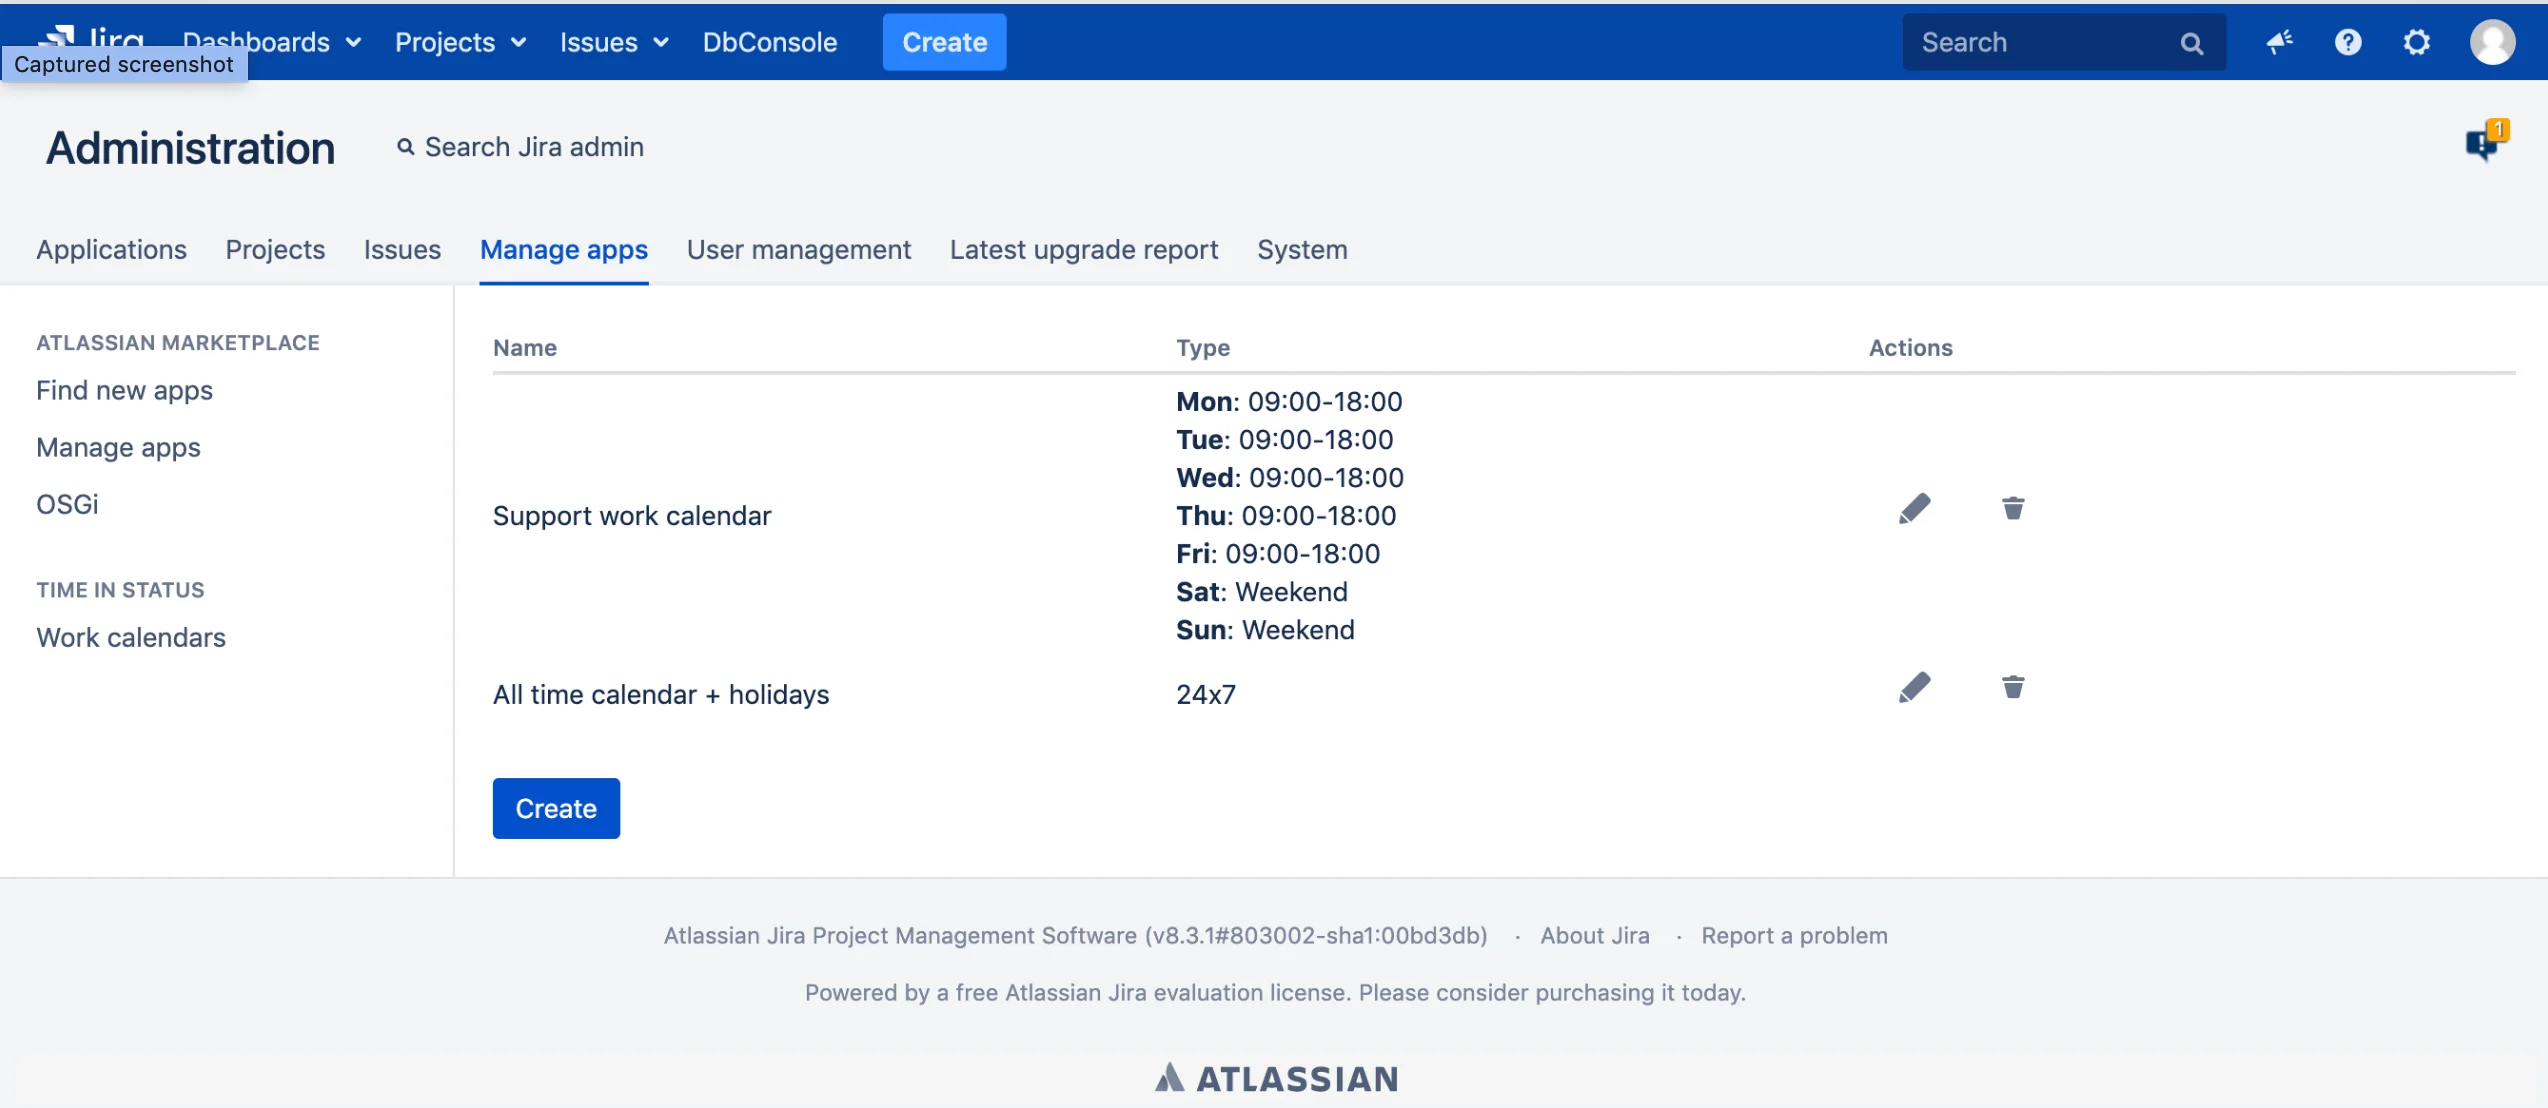 Jira Dashboards Projects Issues DbConsole Create Search
Captured screenshot
Administration Search Jira admin 1
Applications Projects Issues Manage apps User management Latest upgrade report System
ATLASSIAN MARKETPLACE
Find new apps
Manage apps
OSGi
TIME IN STATUS
Work calendars
Name Type Actions
Support work calendar
Mon: 09:00-18:00
Tue: 09:00-18:00
Wed: 09:00-18:00
Thu: 09:00-18:00
Fri: 09:00-18:00
Sat: Weekend
Sun: Weekend
All time calendar + holidays 24x7
Create
Atlassian Jira Project Management Software (v8.3.1#803002-sha1:00bd3db) · About Jira · Report a problem
Powered by a free Atlassian Jira evaluation license. Please consider purchasing it today.
ATLASSIAN